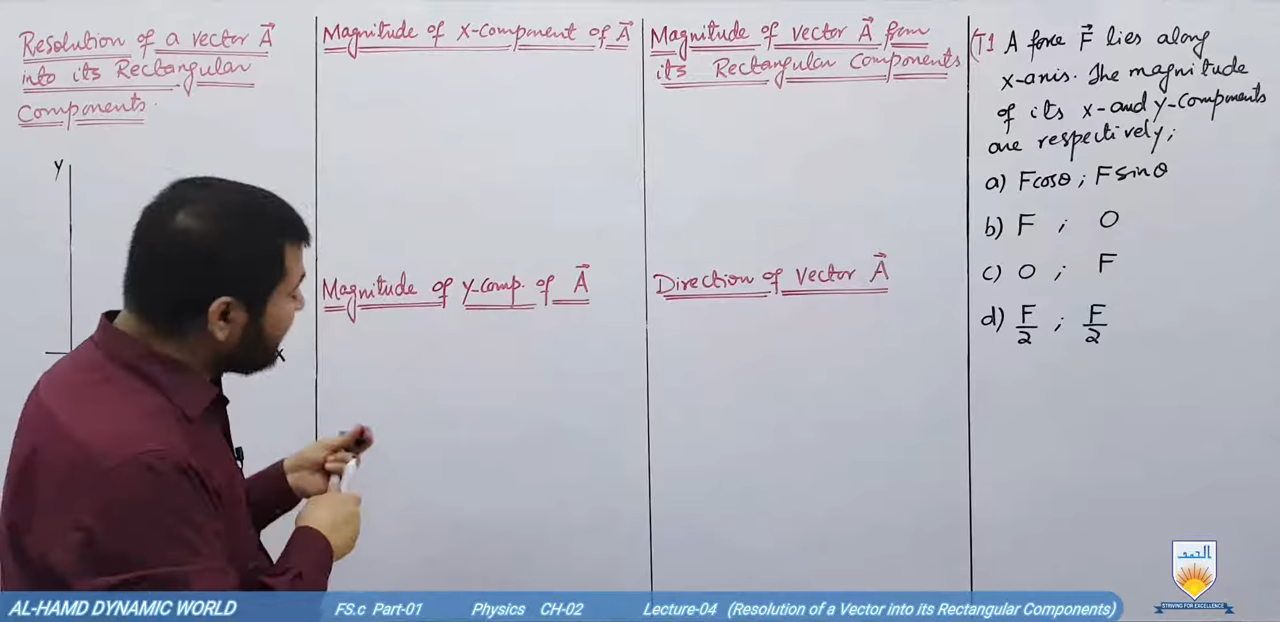 Resolution of a vector A⃗
into its Rectangular
Components.
Y
X
Magnitude of X-Component of A⃗
Magnitude of Y-Comp. of A⃗
Magnitude of vector A⃗ from
its Rectangular Components
Direction of Vector A⃗
(T1 A force F⃗ lies along
x-axis. The magnitude
of its x-and y-components
are respectively;
a) Fcosθ ; Fsinθ
b) F ; O
c) O ; F
d) F/2 ; F/2
الحمد
STRIVING FOR EXCELLENCE
AL-HAMD DYNAMIC WORLD FS.c Part-01 Physics CH-02 Lecture-04 (Resolution of a Vector into its Rectangular Components)